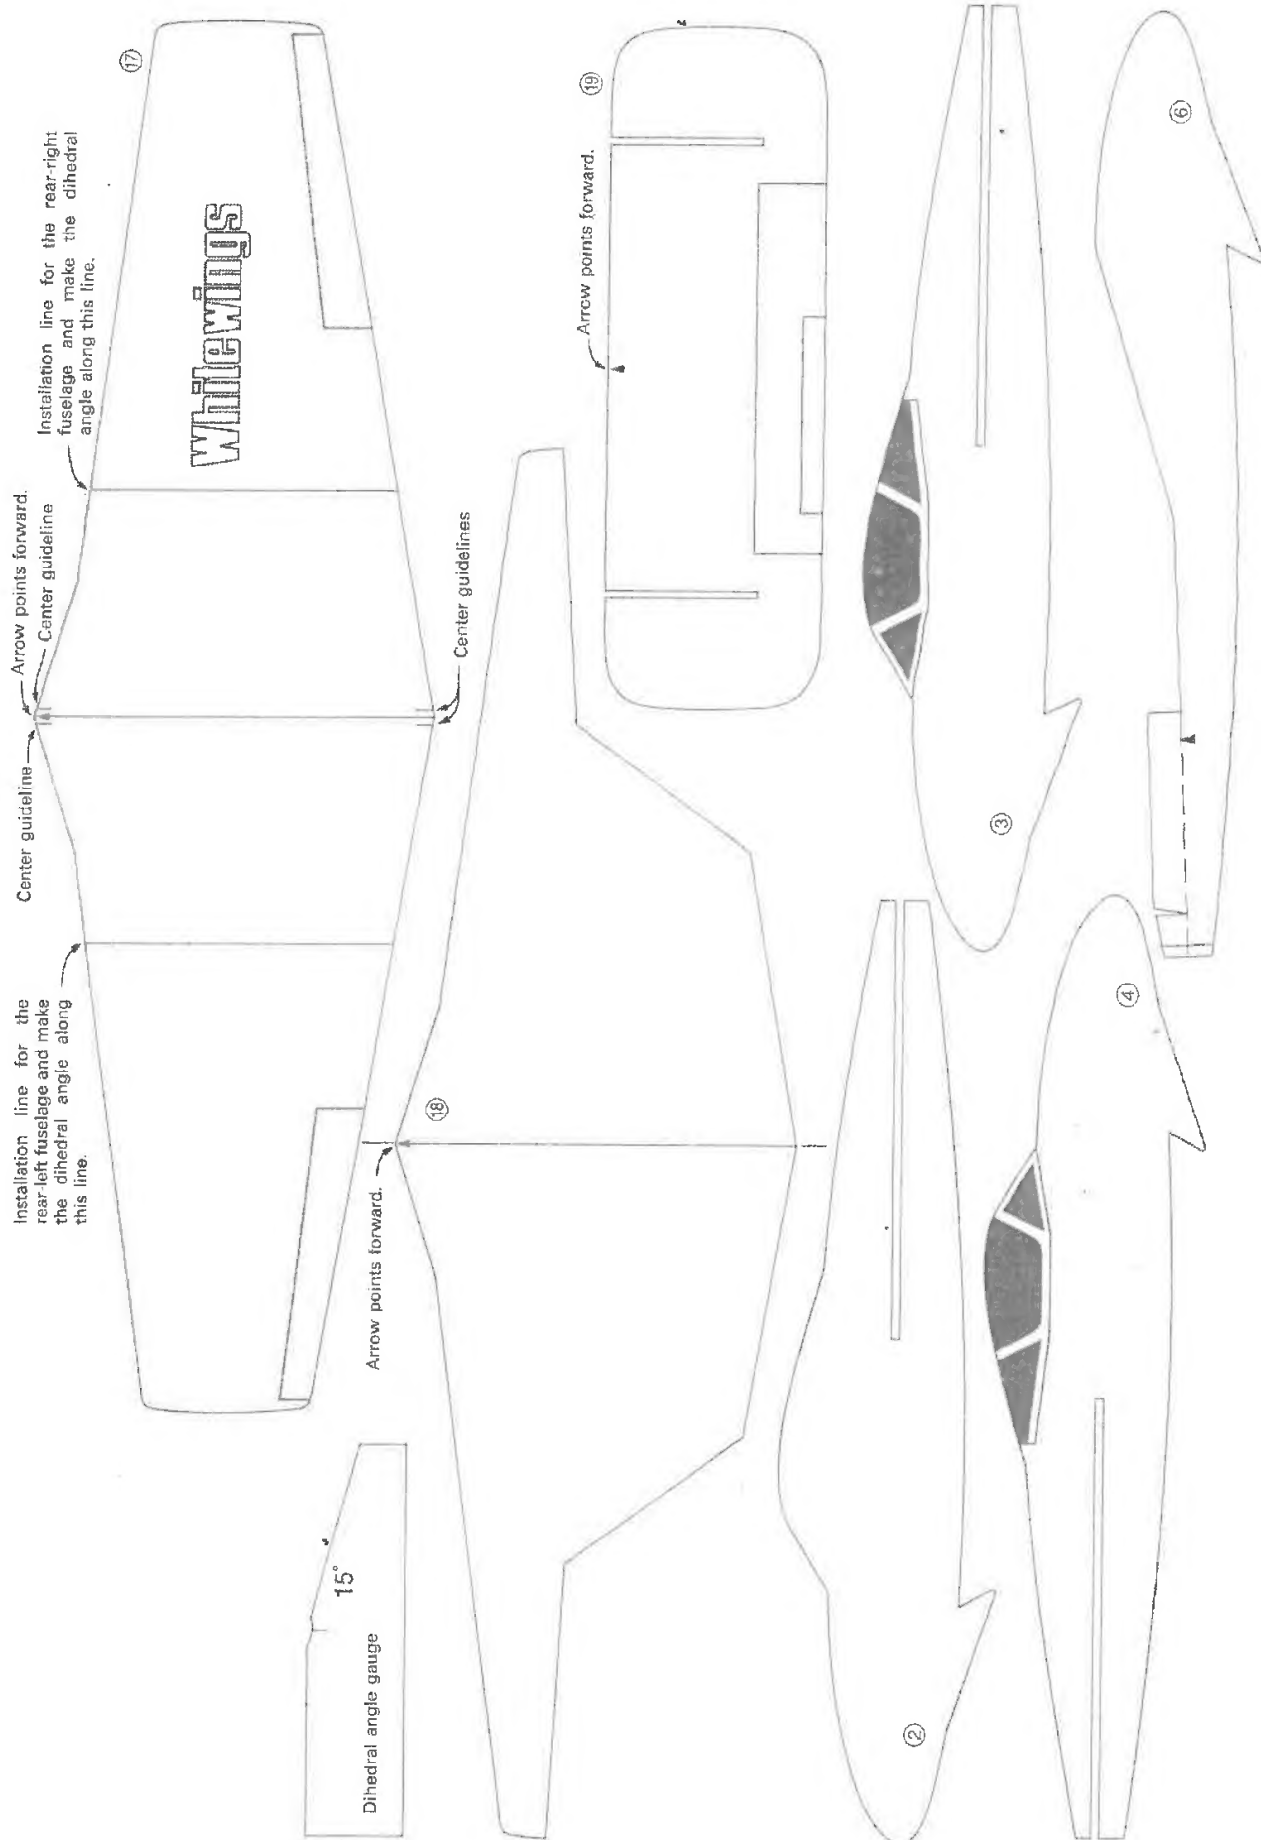 Installation line for the
rear-left fuselage and make
the dihedral angle along
this line.
Center guideline
Arrow points forward.
Center guideline
Installation line for the rear-right
fuselage and make the dihedral
angle along this line.
17
Whitewings
Center guidelines
15°
Dihedral angle gauge
Arrow points forward.
18
Arrow points forward.
19
2
3
4
6